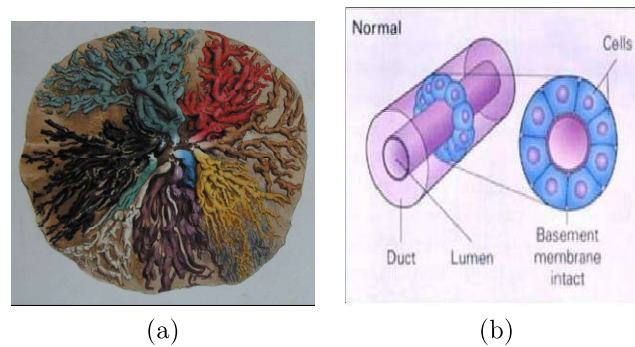 Normal
Cells
Duct
Lumen
Basement
membrane
intact
(a)
(b)